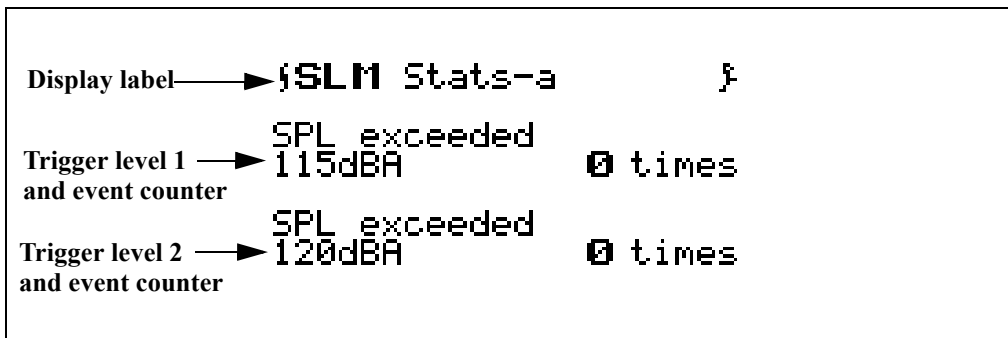 Display label SLM Stats-a
SPL exceeded
Trigger level 1 115dBA 0 times
and event counter
SPL exceeded
Trigger level 2 120dBA 0 times
and event counter